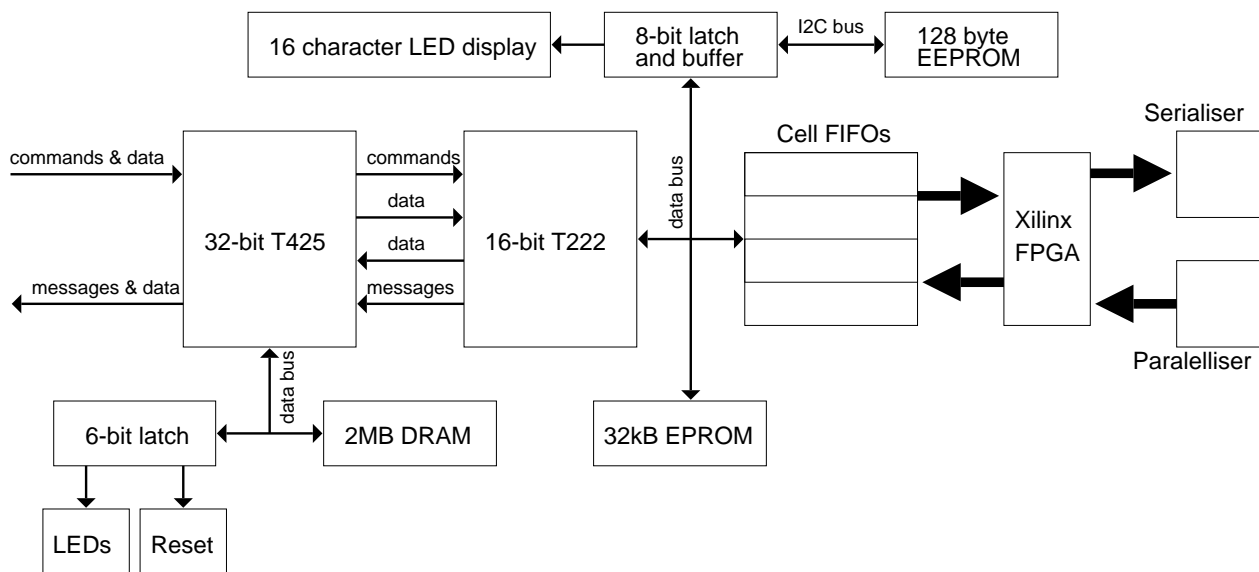 16 character LED display
8-bit latch
and buffer
I2C bus
128 byte
EEPROM
Serialiser
Cell FIFOs
commands & data
commands
data
data
messages
messages & data
32-bit T425
16-bit T222
data bus
Xilinx
FPGA
Paralelliser
data bus
6-bit latch
2MB DRAM
32kB EPROM
LEDs
Reset